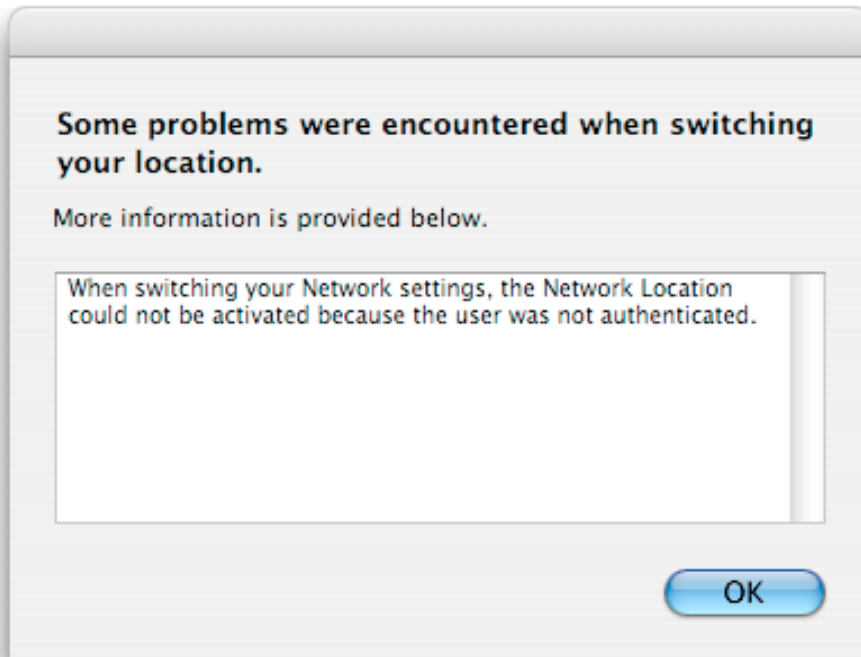 Some problems were encountered when switching
your location.
More information is provided below.
When switching your Network settings, the Network Location
could not be activated because the user was not authenticated.
OK